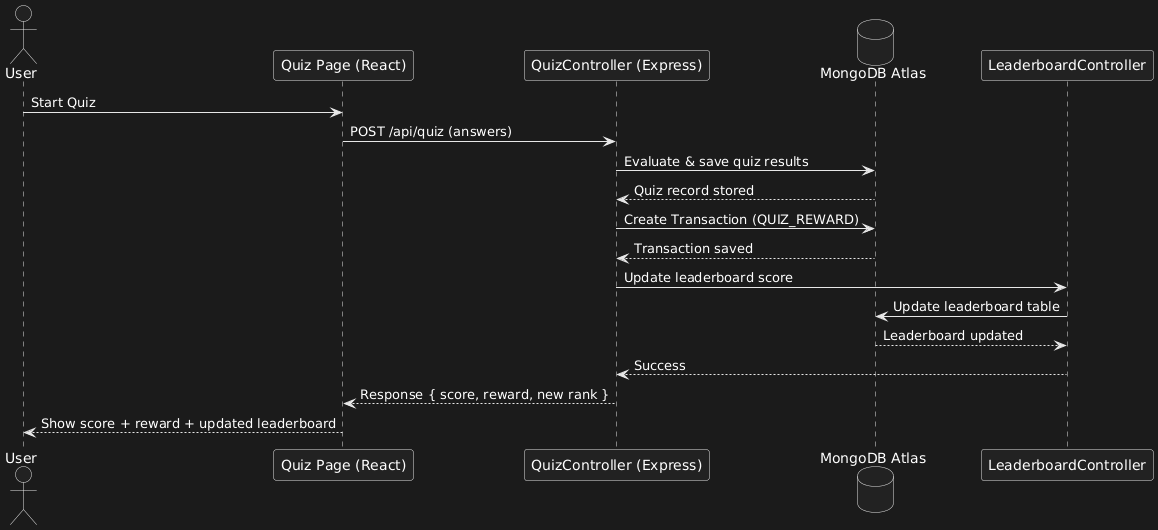 User
Quiz Page (React)
QuizController (Express)
MongoDB Atlas
LeaderboardController
Start Quiz
POST /api/quiz (answers)
Evaluate & save quiz results
Quiz record stored
Create Transaction (QUIZ_REWARD)
Transaction saved
Update leaderboard score
Update leaderboard table
Leaderboard updated
Success
Response { score, reward, new rank }
Show score + reward + updated leaderboard
User
Quiz Page (React)
QuizController (Express)
MongoDB Atlas
LeaderboardController